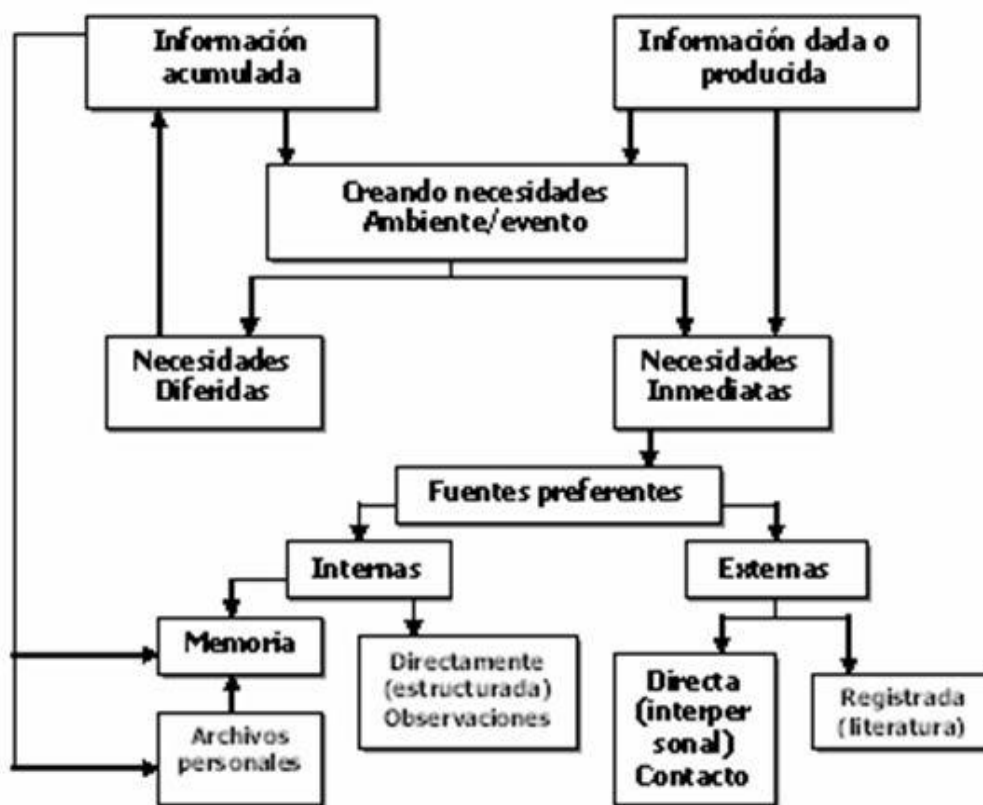 Información
acumulada
Información dada o
producida
Creando necesidades
Ambiente/evento
Necesidades
Diferidas
Necesidades
Inmediatas
Fuentes preferentes
Internas
Externas
Memoria
Directamente
(estructurada)
Observaciones
Directa
(interper
sonal)
Contacto
Registrada
(literatura)
Archivos
personales